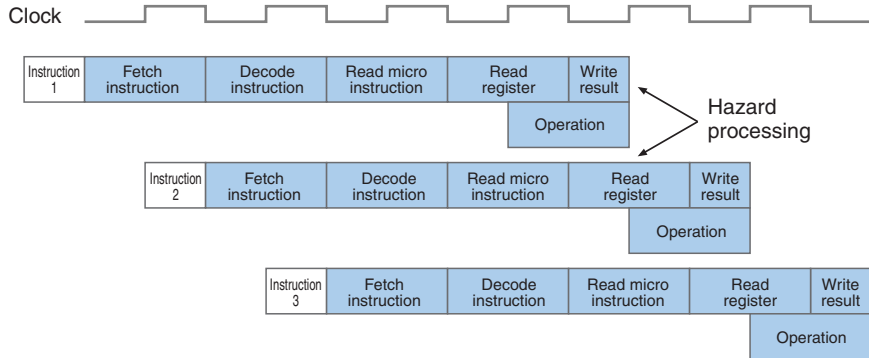 Clock
Instruction
1
Fetch
instruction
Decode
instruction
Read micro
instruction
Read
register
Write
result
Operation
Hazard
processing
Instruction
2
Fetch
instruction
Decode
instruction
Read micro
instruction
Read
register
Write
result
Operation
Instruction
3
Fetch
instruction
Decode
instruction
Read micro
instruction
Read
register
Write
result
Operation